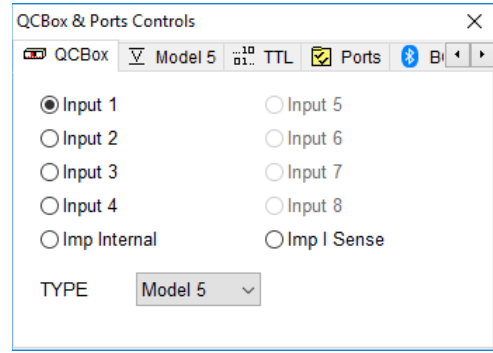 QCBox & Ports Controls
QCBox Model 5 TTL Ports
Input 1 Input 5
Input 2 Input 6
Input 3 Input 7
Input 4 Input 8
Imp Internal Imp I Sense
TYPE Model 5